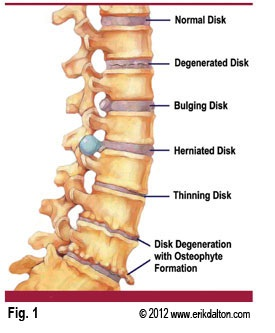 Normal Disk
Degenerated Disk
Bulging Disk
Herniated Disk
Thinning Disk
Disk Degeneration
with Osteophyte
Formation
Fig. 1
© 2012 www.erikdalton.com